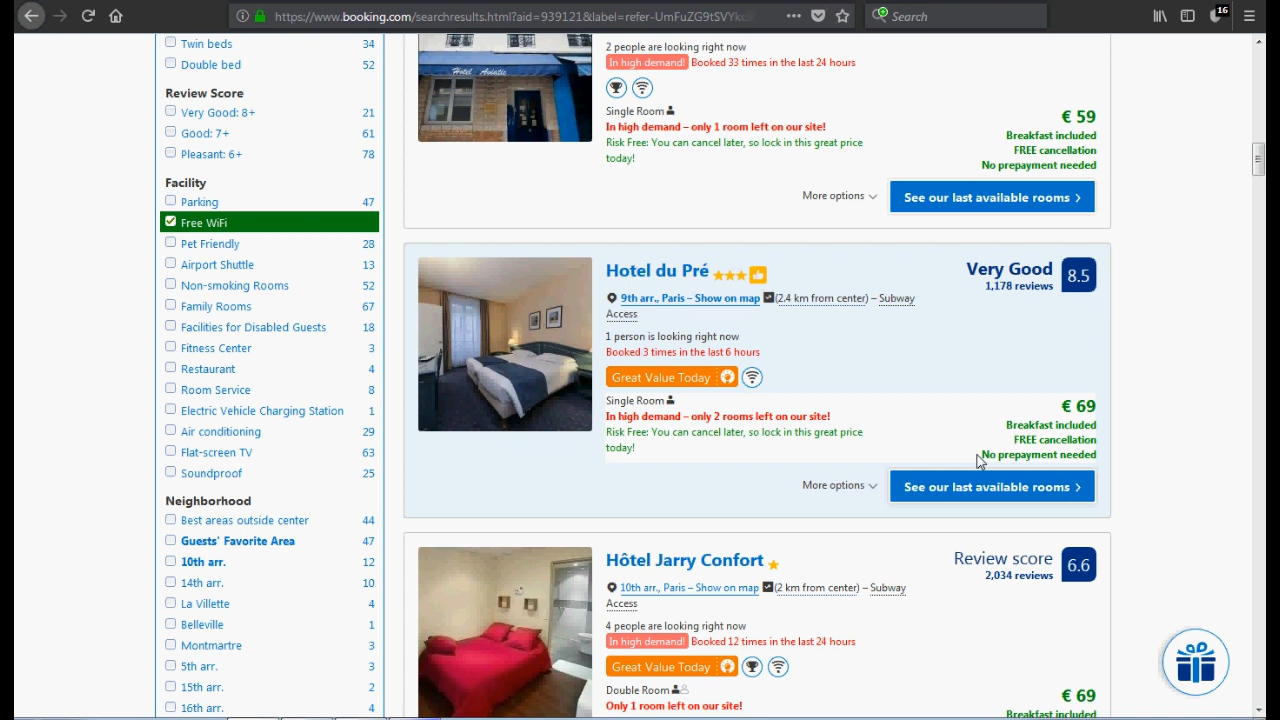 https://www.booking.com/searchresults.html?aid=939121&label=refer-UmFuZG9tSVYkc
Search
16
Twin beds 34
Double bed 52
Review Score
Very Good: 8+ 21
Good: 7+ 61
Pleasant: 6+ 78
Facility
Parking 47
Free WiFi
Pet Friendly 28
Airport Shuttle 13
Non-smoking Rooms 52
Family Rooms 67
Facilities for Disabled Guests 18
Fitness Center 3
Restaurant 4
Room Service 8
Electric Vehicle Charging Station 1
Air conditioning 29
Flat-screen TV 63
Soundproof 25
Neighborhood
Best areas outside center 44
Guests' Favorite Area 47
10th arr. 12
14th arr. 10
La Villette 4
Belleville 1
Montmartre 3
5th arr. 3
15th arr. 2
16th arr. 4
Hotel Aviatic
2 people are looking right now
In high demand! Booked 33 times in the last 24 hours
Single Room
In high demand – only 1 room left on our site!
Risk Free: You can cancel later, so lock in this great price
today!
€ 59
Breakfast included
FREE cancellation
No prepayment needed
More options
See our last available rooms
Hotel du Pré
Very Good 8.5
1,178 reviews
9th arr., Paris – Show on map (2.4 km from center) – Subway
Access
1 person is looking right now
Booked 3 times in the last 6 hours
Great Value Today
Single Room
In high demand – only 2 rooms left on our site!
Risk Free: You can cancel later, so lock in this great price
today!
€ 69
Breakfast included
FREE cancellation
No prepayment needed
More options
See our last available rooms
Hôtel Jarry Confort
Review score 6.6
2,034 reviews
10th arr., Paris – Show on map (2 km from center) – Subway
Access
4 people are looking right now
In high demand! Booked 12 times in the last 24 hours
Great Value Today
Double Room
Only 1 room left on our site!
€ 69
Breakfast included